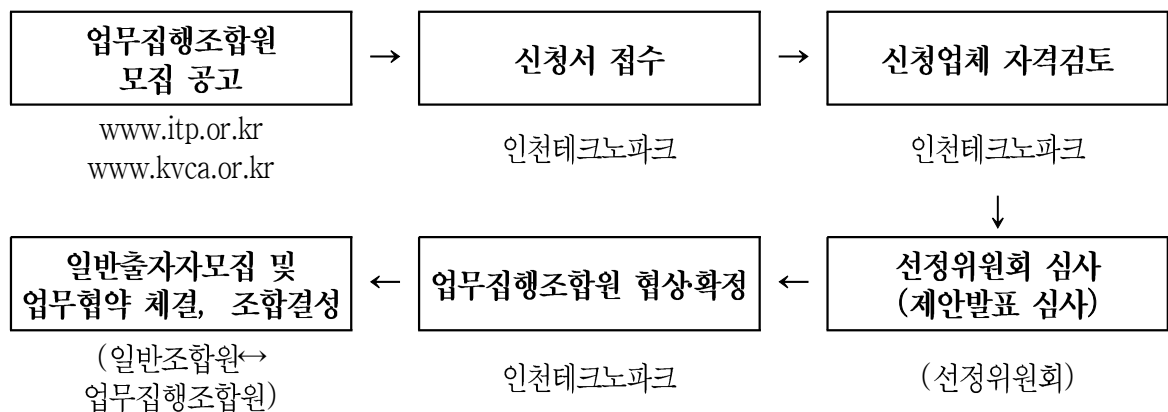 업무집행조합원
모집 공고
→
신청서 접수
→
신청업체 자격검토
www.itp.or.kr
www.kvca.or.kr
인천테크노파크
인천테크노파크
↓
선정위원회 심사
(제안발표 심사)
←
업무집행조합원 협상·확정
←
일반출자자모집 및
업무협약 체결, 조합결성
(선정위원회)
인천테크노파크
(일반조합원↔
업무집행조합원)